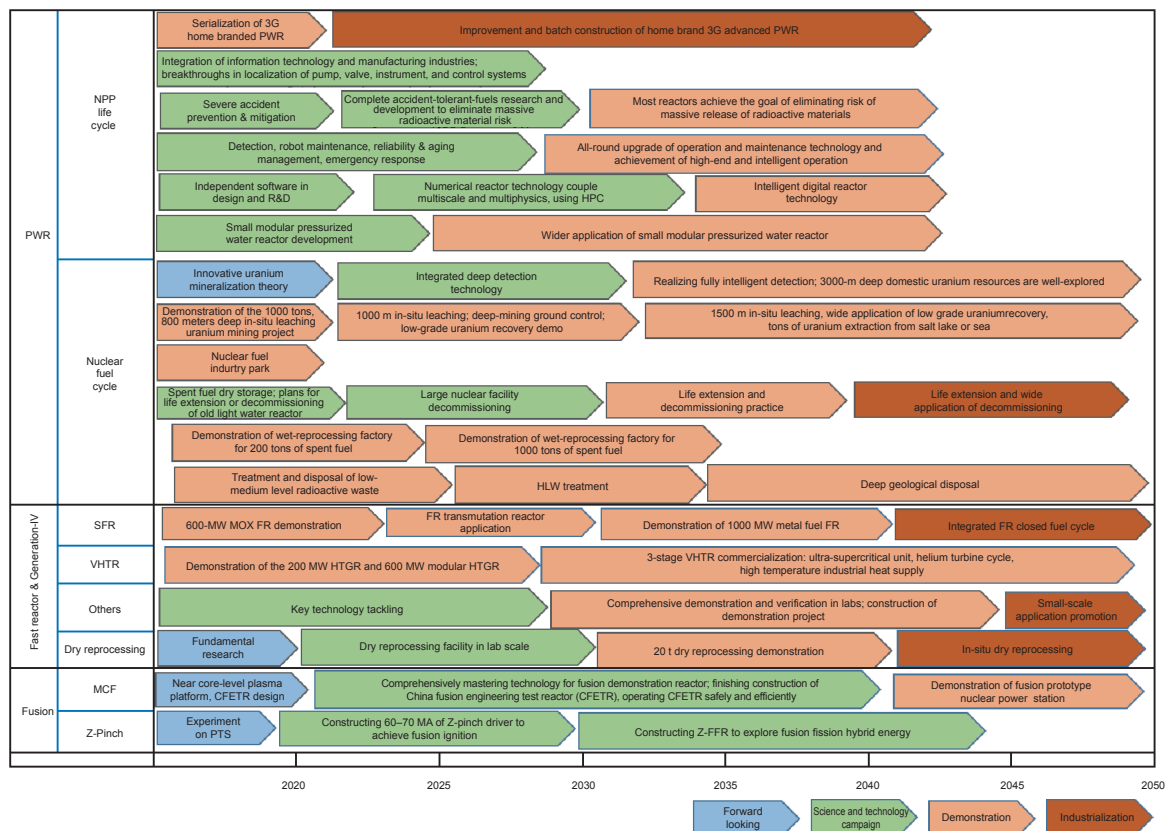 Serialization of 3G
home branded PWR
Improvement and batch construction of home brand 3G advanced PWR
Integration of information technology and manufacturing industries;
breakthroughs in localization of pump, valve, instrument, and control systems
NPP
life
cycle
Severe accident
prevention & mitigation
Complete accident-tolerant-fuels research and
development to eliminate massive
radioactive material risk
Most reactors achieve the goal of eliminating risk of
massive release of radioactive materials
Detection, robot maintenance, reliability & aging
management, emergency response
All-round upgrade of operation and maintenance technology and
achievement of high-end and intelligent operation
Independent software in
design and R&D
Numerical reactor technology couple
multiscale and multiphysics, using HPC
Intelligent digital reactor
technology
PWR
Small modular pressurized
water reactor development
Wider application of small modular pressurized water reactor
Innovative uranium
mineralization theory
Integrated deep detection
technology
Realizing fully intelligent detection; 3000-m deep domestic uranium resources are well-explored
Demonstration of the 1000 tons,
800 meters deep in-situ leaching
uranium mining project
1000 m in-situ leaching; deep-mining ground control;
low-grade uranium recovery demo
1500 m in-situ leaching, wide application of low grade uraniumrecovery,
tons of uranium extraction from salt lake or sea
Nuclear
fuel
cycle
Nuclear fuel
indurtry park
Spent fuel dry storage; plans for
life extension or decommissioning
of old light water reactor
Large nuclear facility
decommissioning
Life extension and
decommissioning practice
Life extension and wide
application of decommissioning
Demonstration of wet-reprocessing factory
for 200 tons of spent fuel
Demonstration of wet-reprocessing factory for
1000 tons of spent fuel
Treatment and disposal of low-
medium level radioactive waste
HLW treatment
Deep geological disposal
Fast reactor & Generation-IV
SFR
600-MW MOX FR demonstration
FR transmutation reactor
application
Demonstration of 1000 MW metal fuel FR
Integrated FR closed fuel cycle
VHTR
Demonstration of the 200 MW HTGR and 600 MW modular HTGR
3-stage VHTR commercialization: ultra-supercritical unit, helium turbine cycle,
high temperature industrial heat supply
Others
Key technology tackling
Comprehensive demonstration and verification in labs; construction of
demonstration project
Small-scale
application promotion
Dry reprocessing
Fundamental
research
Dry reprocessing facility in lab scale
20 t dry reprocessing demonstration
In-situ dry reprocessing
Fusion
MCF
Near core-level plasma
platform, CFETR design
Comprehensively mastering technology for fusion demonstration reactor; finishing construction of
China fusion engineering test reactor (CFETR), operating CFETR safely and efficiently
Demonstration of fusion prototype
nuclear power station
Z-Pinch
Experiment
on PTS
Constructing 60–70 MA of Z-pinch driver to
achieve fusion ignition
Constructing Z-FFR to explore fusion fission hybrid energy
2020
2025
2030
2035
2040
2045
2050
Forward
looking
Science and technology
campaign
Demonstration
Industrialization